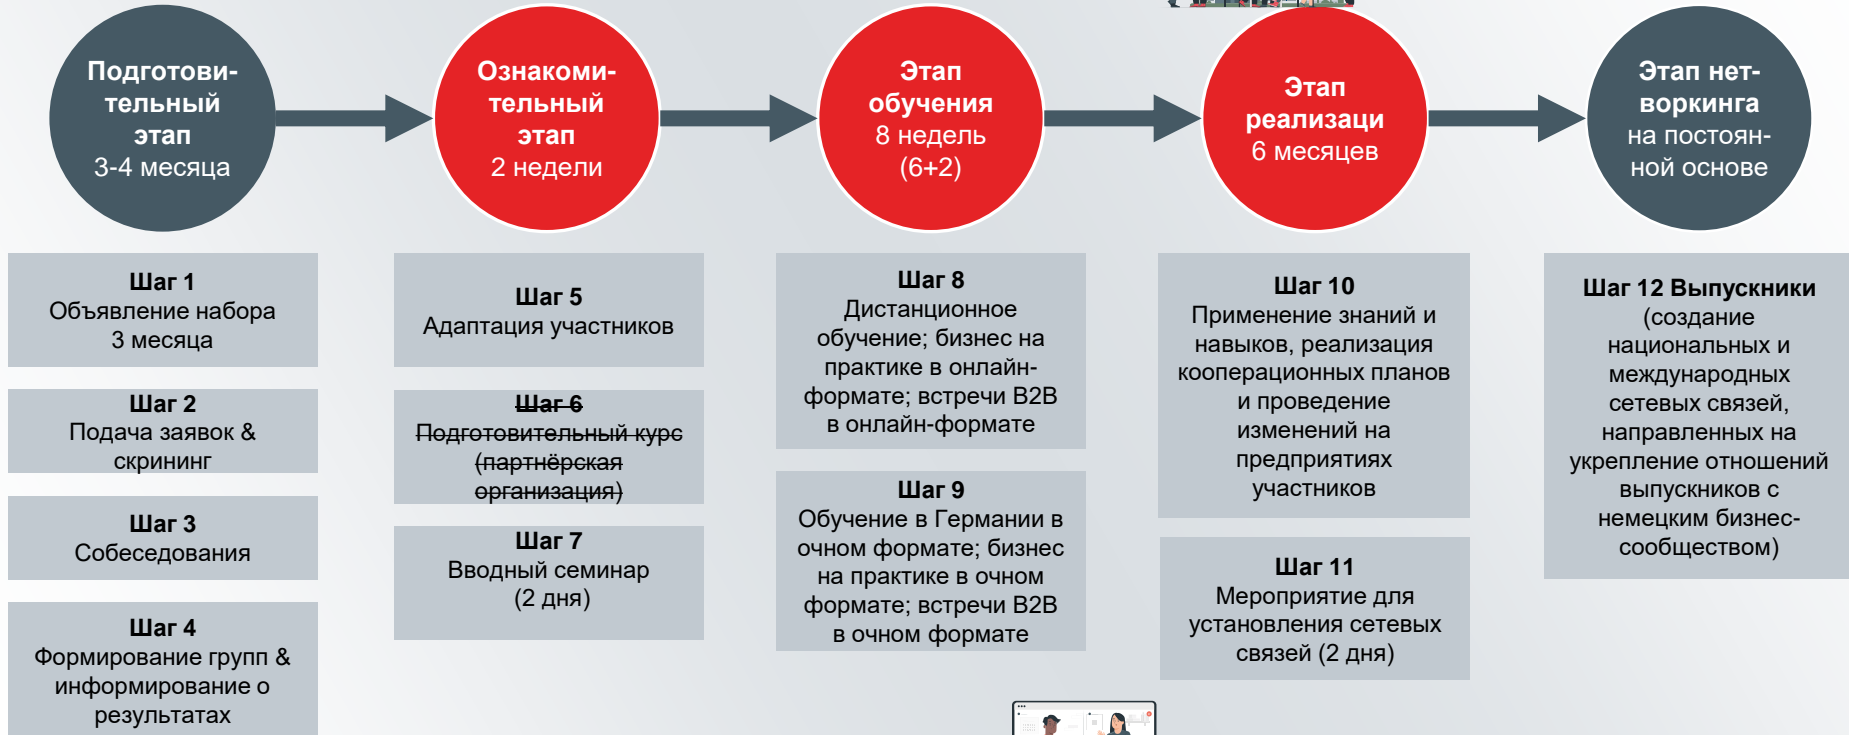 Подготови-
тельный
этап
3-4 месяца
Ознакоми-
тельный
этап
2 недели
Этап
обучения
8 недель
(6+2)
Этап
реализаци
6 месяцев
Этап нет-
воркинга
на постоян-
ной основе
Шаг 1
Объявление набора
3 месяца
Шаг 2
Подача заявок &
скрининг
Шаг 3
Собеседования
Шаг 4
Формирование групп &
информирование о
результатах
Шаг 5
Адаптация участников
Шаг 6
Подготовительный курс
(партнёрская
организация)
Шаг 7
Вводный семинар
(2 дня)
Шаг 8
Дистанционное
обучение; бизнес на
практике в онлайн-
формате; встречи B2B
в онлайн-формате
Шаг 9
Обучение в Германии в
очном формате; бизнес
на практике в очном
формате; встречи B2B
в очном формате
Шаг 10
Применение знаний и
навыков, реализация
кооперационных планов
и проведение
изменений на
предприятиях
участников
Шаг 11
Мероприятие для
установления сетевых
связей (2 дня)
Шаг 12 Выпускники
(создание
национальных и
международных
сетевых связей,
направленных на
укрепление отношений
выпускников с
немецким бизнес-
сообществом)